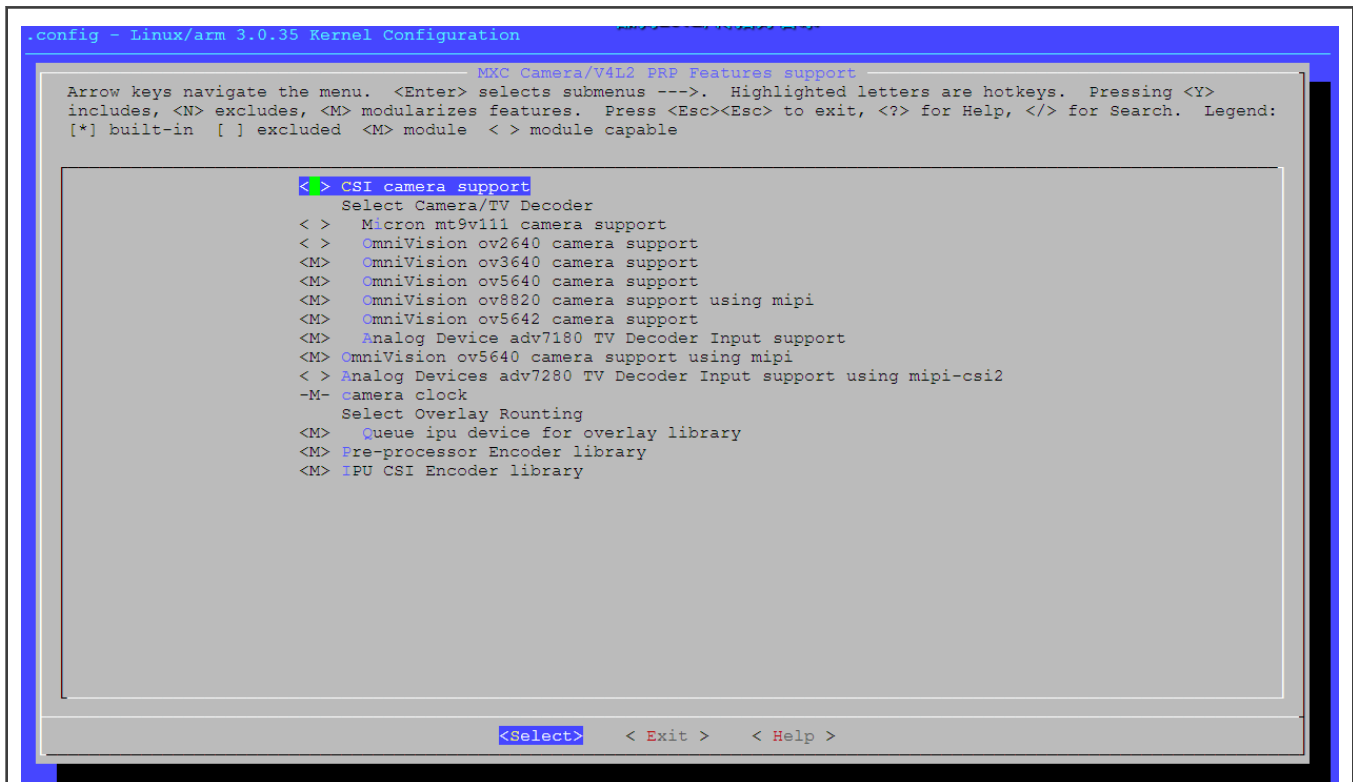 .config - Linux/arm 3.0.35 Kernel Configuration
MXC Camera/V4L2 PRP Features support
Arrow keys navigate the menu.  <Enter> selects submenus --->.  Highlighted letters are hotkeys.  Pressing <Y>
includes, <N> excludes, <M> modularizes features.  Press <Esc><Esc> to exit, <?> for Help, </> for Search.  Legend:
[*] built-in  [ ] excluded  <M> module  < > module capable
< > CSI camera support
Select Camera/TV Decoder
< >   Micron mt9v111 camera support
< >   OmniVision ov2640 camera support
<M>   OmniVision ov3640 camera support
<M>   OmniVision ov5640 camera support
<M>   OmniVision ov8820 camera support using mipi
<M>   OmniVision ov5642 camera support
<M>   Analog Device adv7180 TV Decoder Input support
<M> OmniVision ov5640 camera support using mipi
< > Analog Devices adv7280 TV Decoder Input support using mipi-csi2
-M- camera clock
Select Overlay Rounting
<M>   Queue ipu device for overlay library
<M> Pre-processor Encoder library
<M> IPU CSI Encoder library
<Select>    < Exit >    < Help >